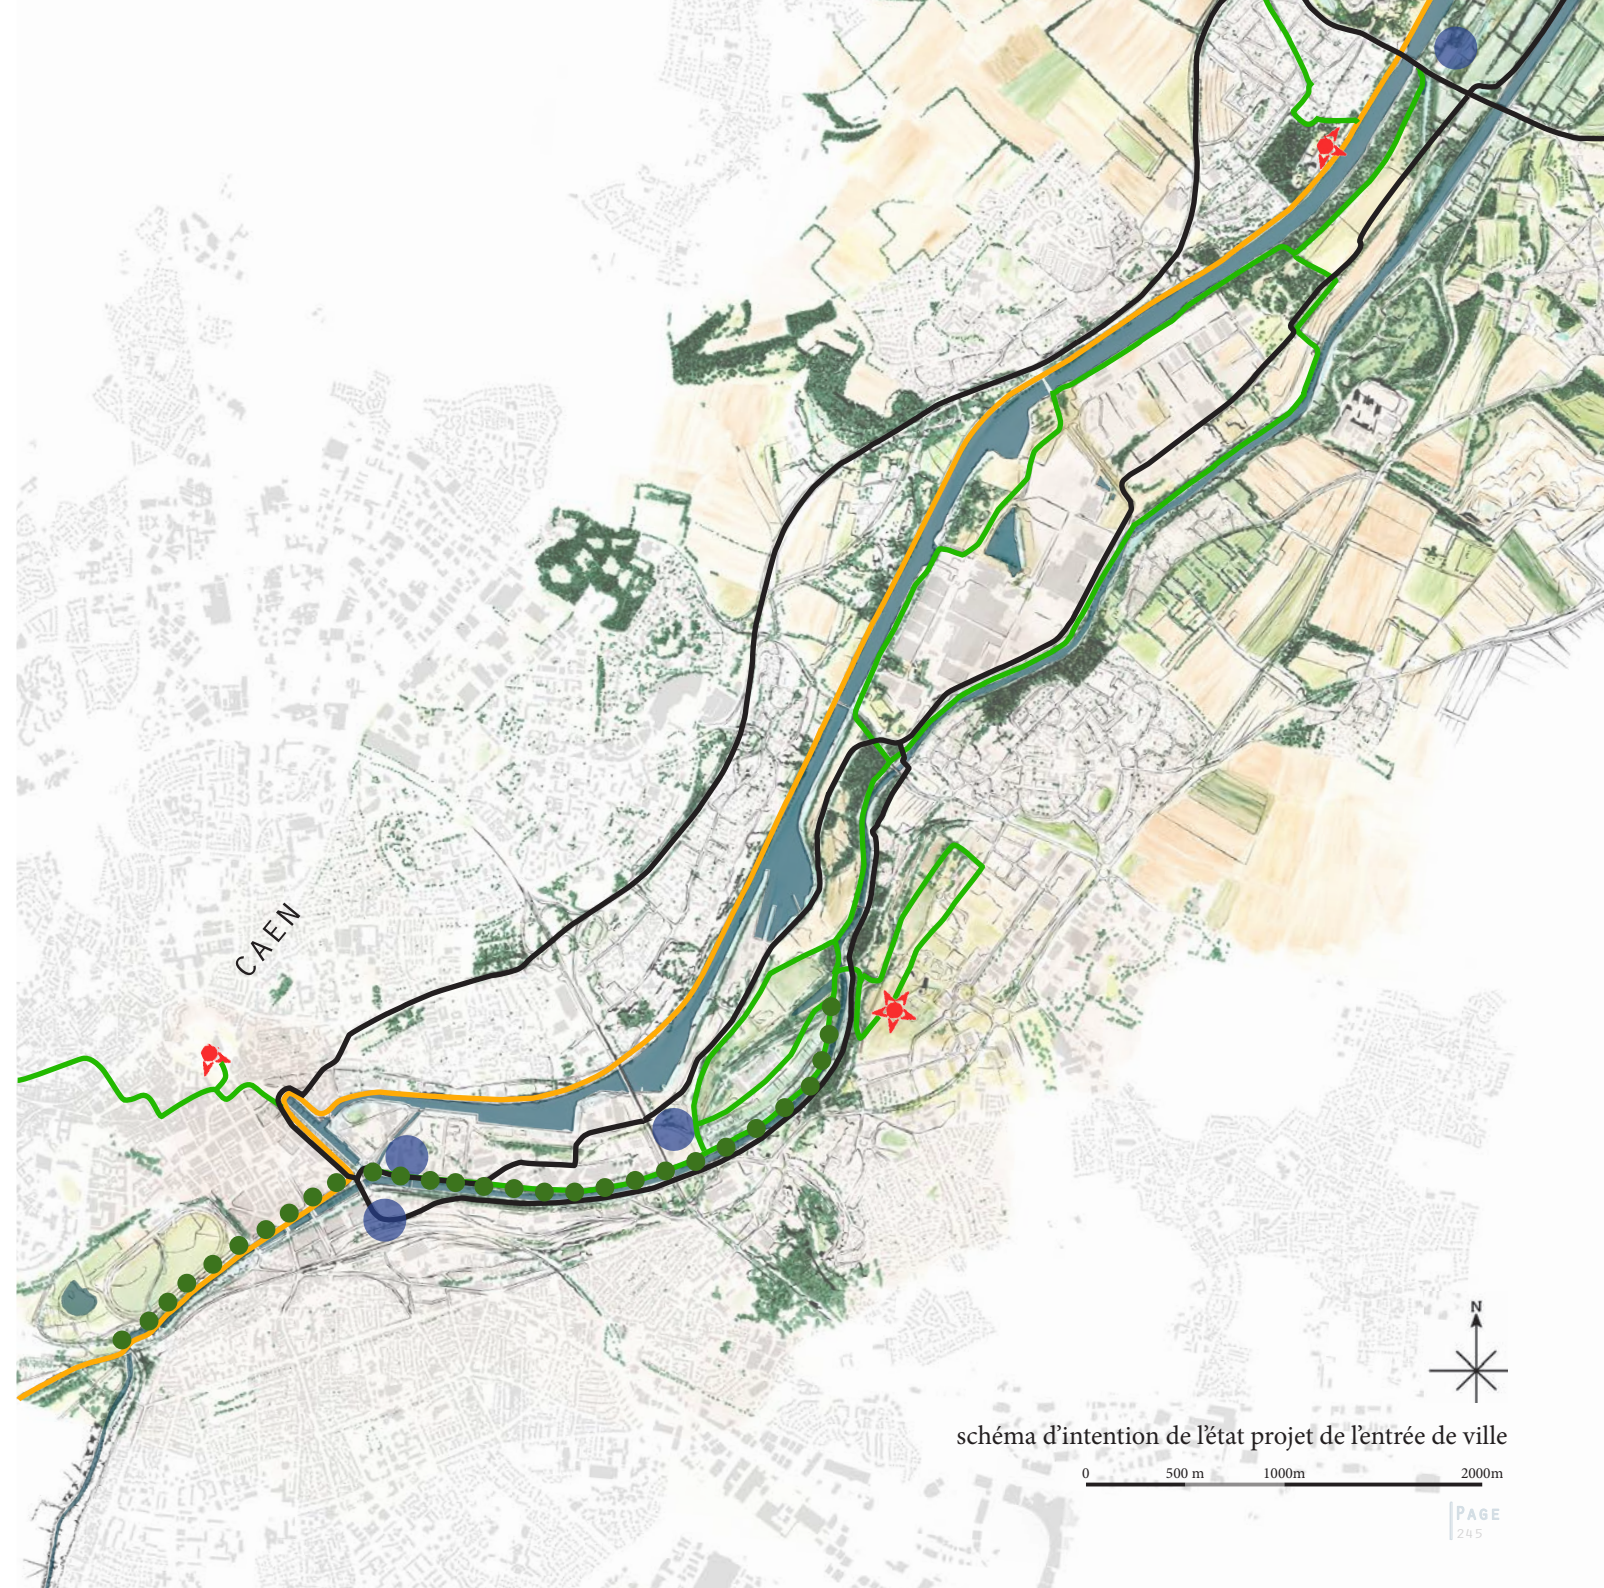 CAEN
N
schéma d’intention de l’état projet de l’entrée de ville
0 500 m 1000m 2000m
PAGE
245